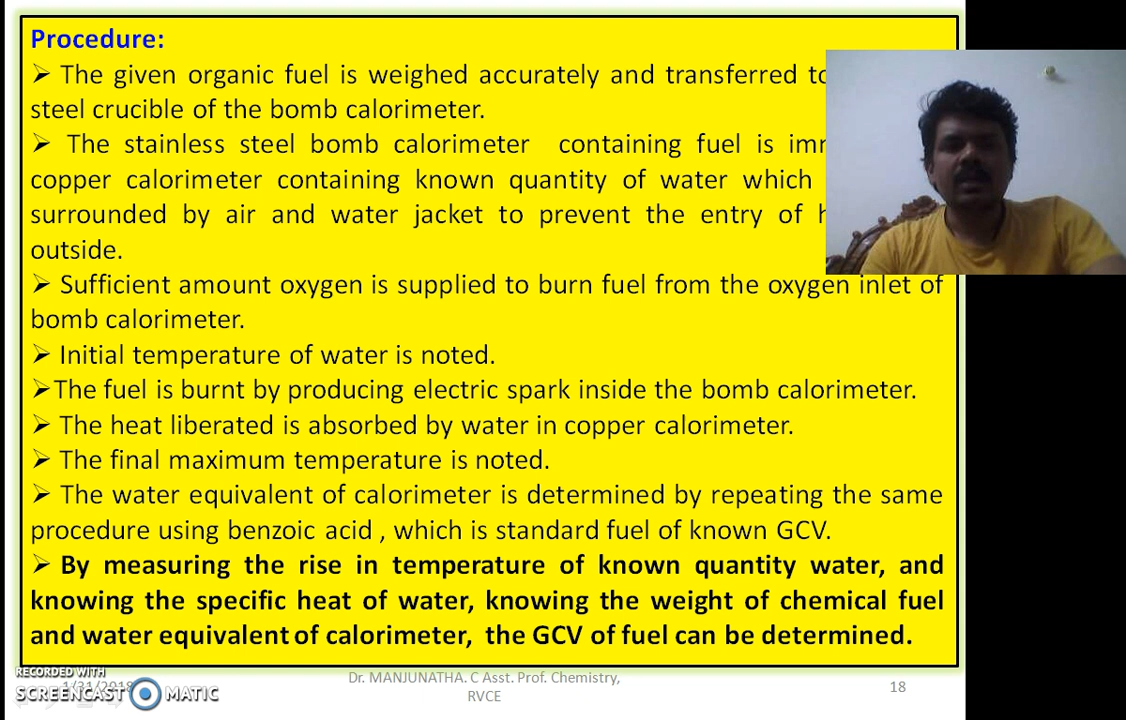 Procedure:
➢ The given organic fuel is weighed accurately and transferred
steel crucible of the bomb calorimeter.
➢ The stainless steel bomb calorimeter containing fuel is
copper calorimeter containing known quantity of water which
surrounded by air and water jacket to prevent the entry of
outside.
➢ Sufficient amount oxygen is supplied to burn fuel from the oxygen inlet of
bomb calorimeter.
➢ Initial temperature of water is noted.
➢The fuel is burnt by producing electric spark inside the bomb calorimeter.
➢ The heat liberated is absorbed by water in copper calorimeter.
➢ The final maximum temperature is noted.
➢ The water equivalent of calorimeter is determined by repeating the same
procedure using benzoic acid , which is standard fuel of known GCV.
➢ By measuring the rise in temperature of known quantity water, and
knowing the specific heat of water, knowing the weight of chemical fuel
and water equivalent of calorimeter, the GCV of fuel can be determined.
RECORDED WITH
SCREENCAST MATIC
1/31/2018
Dr. MANJUNATHA. C Asst. Prof. Chemistry,
RVCE
18